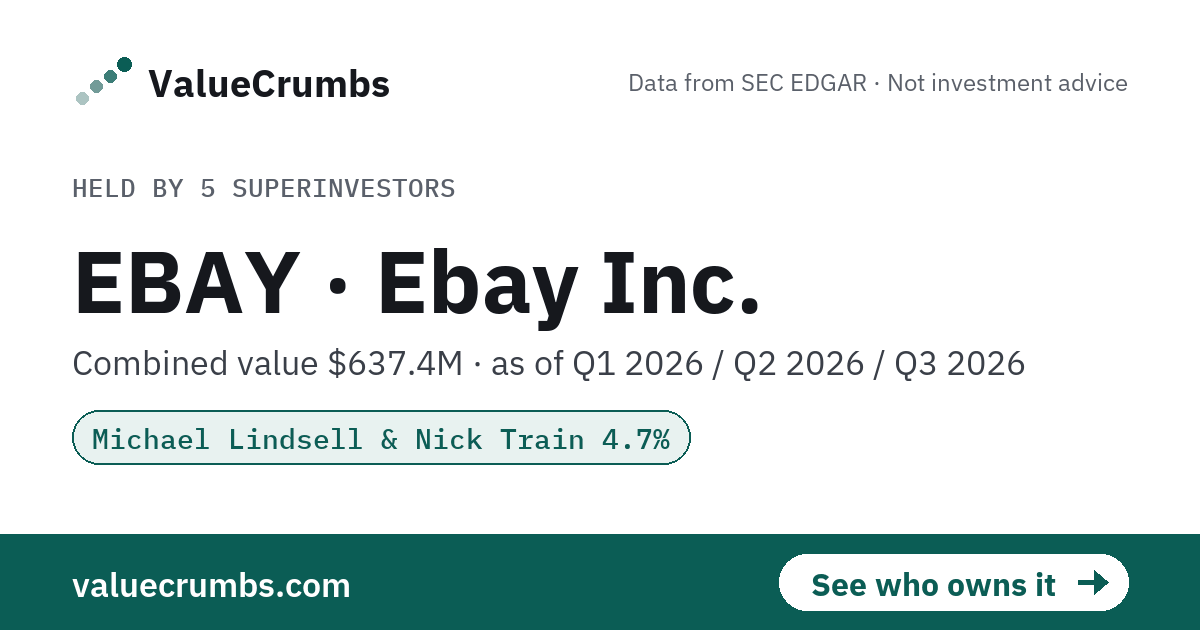 ValueCrumbs
Data from SEC EDGAR · Not investment advice
HELD BY 5 SUPERINVESTORS
EBAY · Ebay Inc.
Combined value $637.4M · as of Q1 2026 / Q2 2026 / Q3 2026
Michael Lindsell & Nick Train 4.7%
valuecrumbs.com
See who owns it